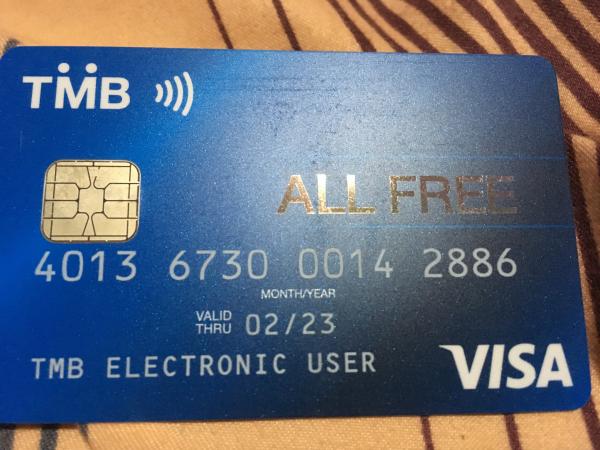 TMB
ALL FREE
4013 6730 0014 2886
MONTH/YEAR
VALID THRU 02/23
TMB ELECTRONIC USER
VISA